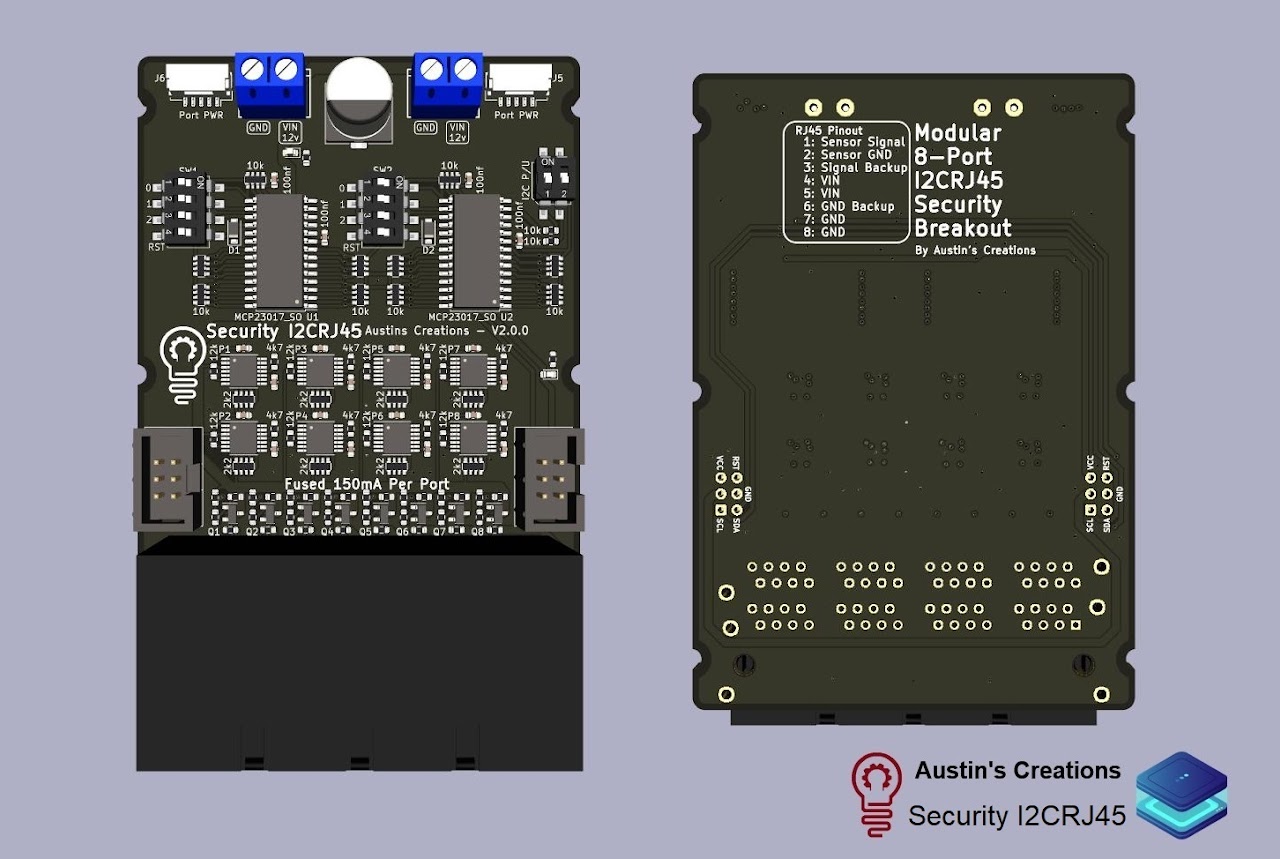 J6
J5
Port PWR
Port PWR
GND
VIN
12v
GND
VIN
12v
10k
100nf
10k
100nf
I2C P/U
ON
1 2
SW1
ON
SW2
ON
0
1
2
RST
0
1
2
RST
1
2
3
4
1
2
3
4
100nf
100nf
D1
D2
10k
10k
10k
10k
10k
10k
MCP23017_SO U1
MCP23017_SO U2
Security I2CRJ45 Austins Creations - V2.0.0
P1 4k7 P3 4k7 P5 4k7 P7 4k7
12k 12k 12k 12k
2k2 2k2 2k2 2k2
P2 4k7 P4 4k7 P6 4k7 P8 4k7
12k 12k 12k 12k
2k2 2k2 2k2 2k2
Fused 150mA Per Port
Q1 Q2 Q3 Q4 Q5 Q6 Q7 Q8
RJ45 Pinout
1: Sensor Signal
2: Sensor GND
3: Signal Backup
4: VIN
5: VIN
6: GND Backup
7: GND
8: GND
Modular
8-Port
I2CRJ45
Security
Breakout
By Austin's Creations
VCC
RST
GND
SCL
SDA
VCC
RST
GND
SCL
SDA
Austin's Creations
Security I2CRJ45